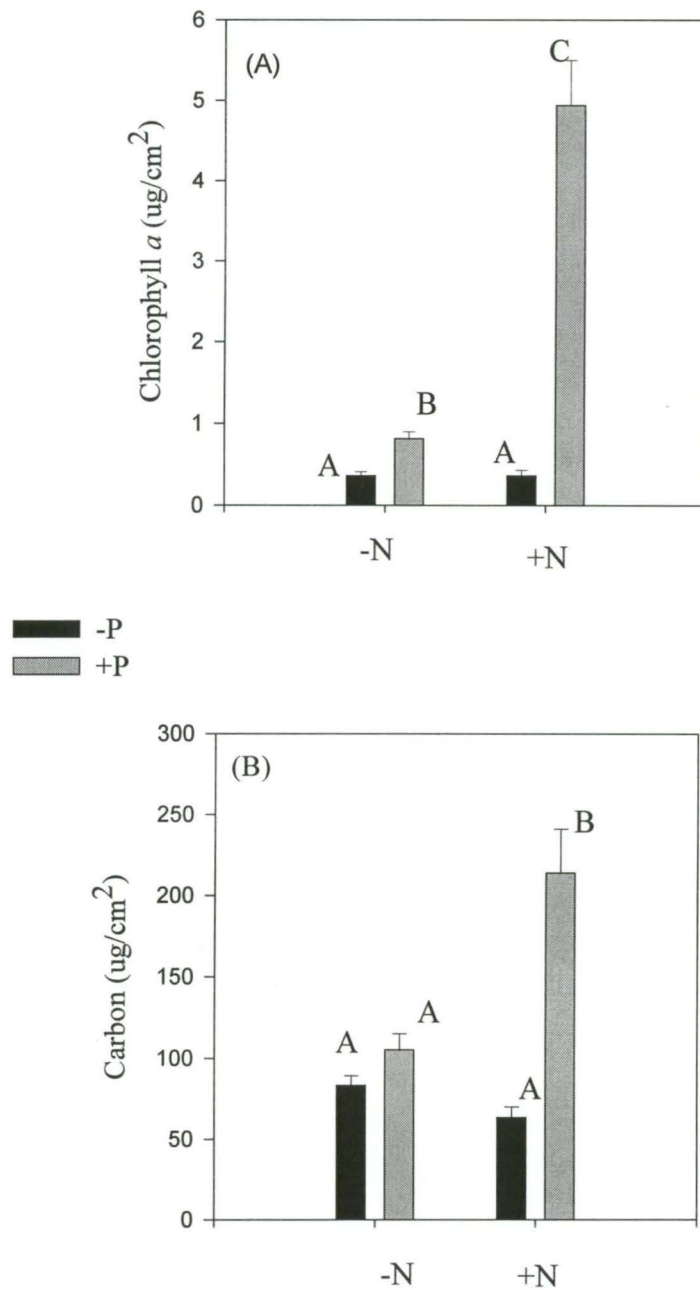 (A)
Chlorophyll a (ug/cm²)
6
5
4
3
2
1
0
A
B
A
C
-N
+N
-P
+P
(B)
Carbon (ug/cm²)
300
250
200
150
100
50
0
A
A
A
B
-N
+N